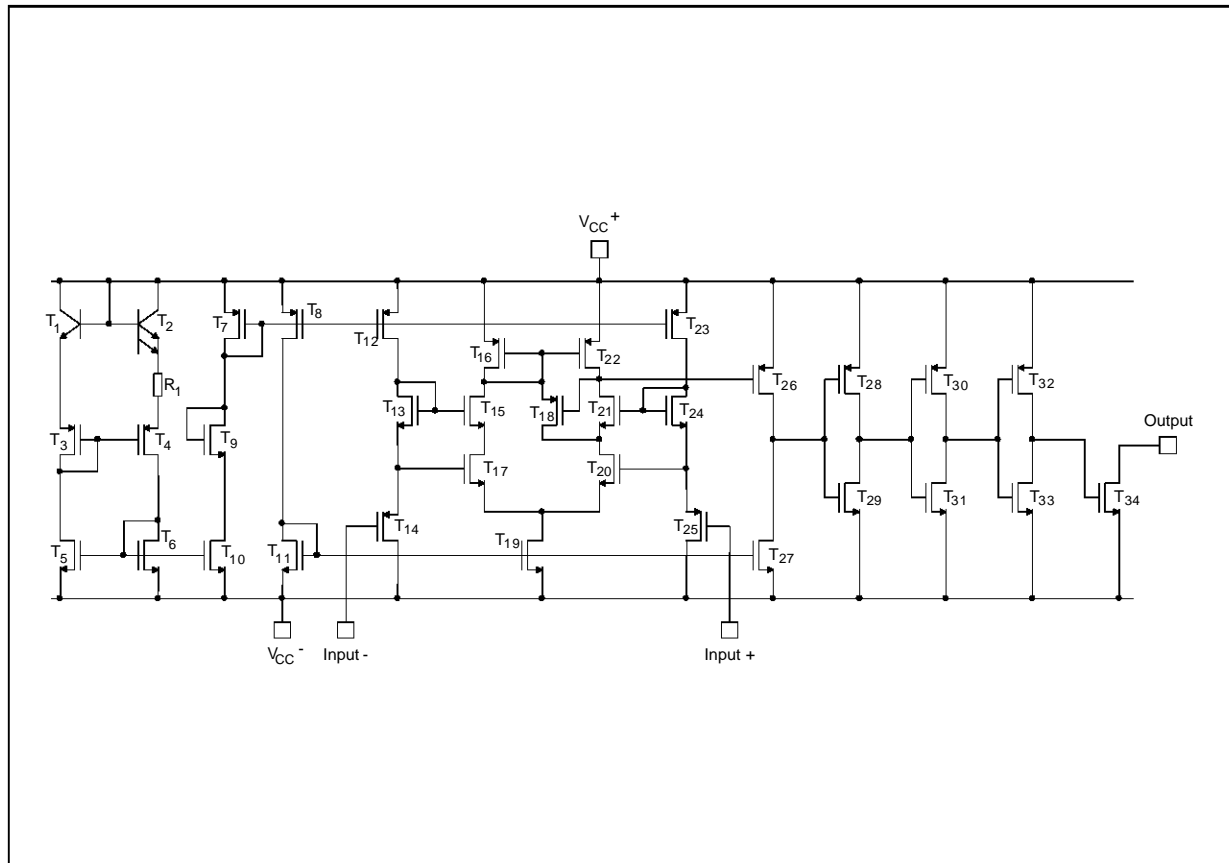 VCC+
T1
T2
T7
T8
T12
T23
T16
T22
R1
T26
T28
T30
T32
T3
T4
T9
T13
T15
T18
T21
T24
Output
T17
T20
T29
T31
T33
T34
T14
T25
T5
T6
T10
T11
T19
T27
VCC-
Input -
Input +